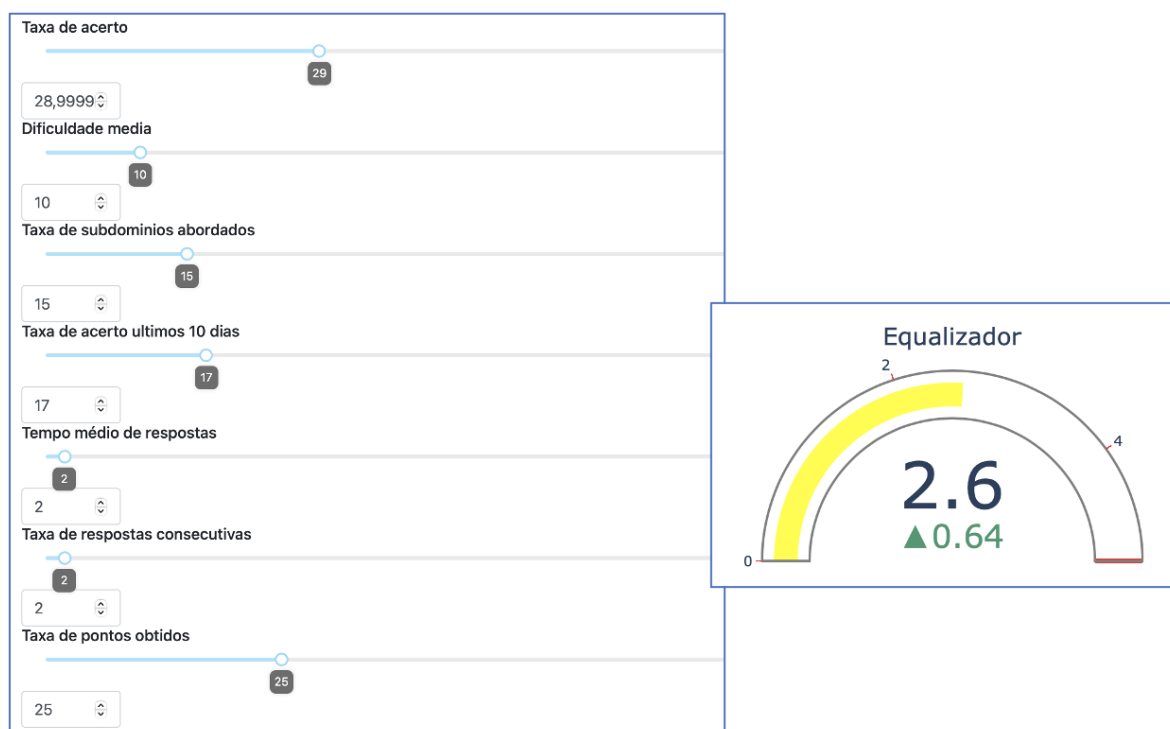 Taxa de acerto
29
28,9999
Dificuldade media
10
10
Taxa de subdominios abordados
15
15
Taxa de acerto ultimos 10 dias
17
17
Tempo médio de respostas
2
2
Taxa de respostas consecutivas
2
2
Taxa de pontos obtidos
25
25
Equalizador
2
4
2.6
▲0.64
0